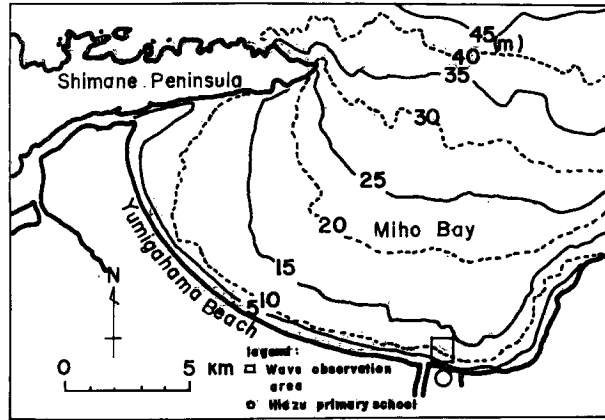 45
(m)
40
35
Shimane Peninsula
30
25
20
Miho Bay
15
10
5
Yumigahama Beach
N
0 5
KM
legend:
Wave observation
area
Hiezu primary school